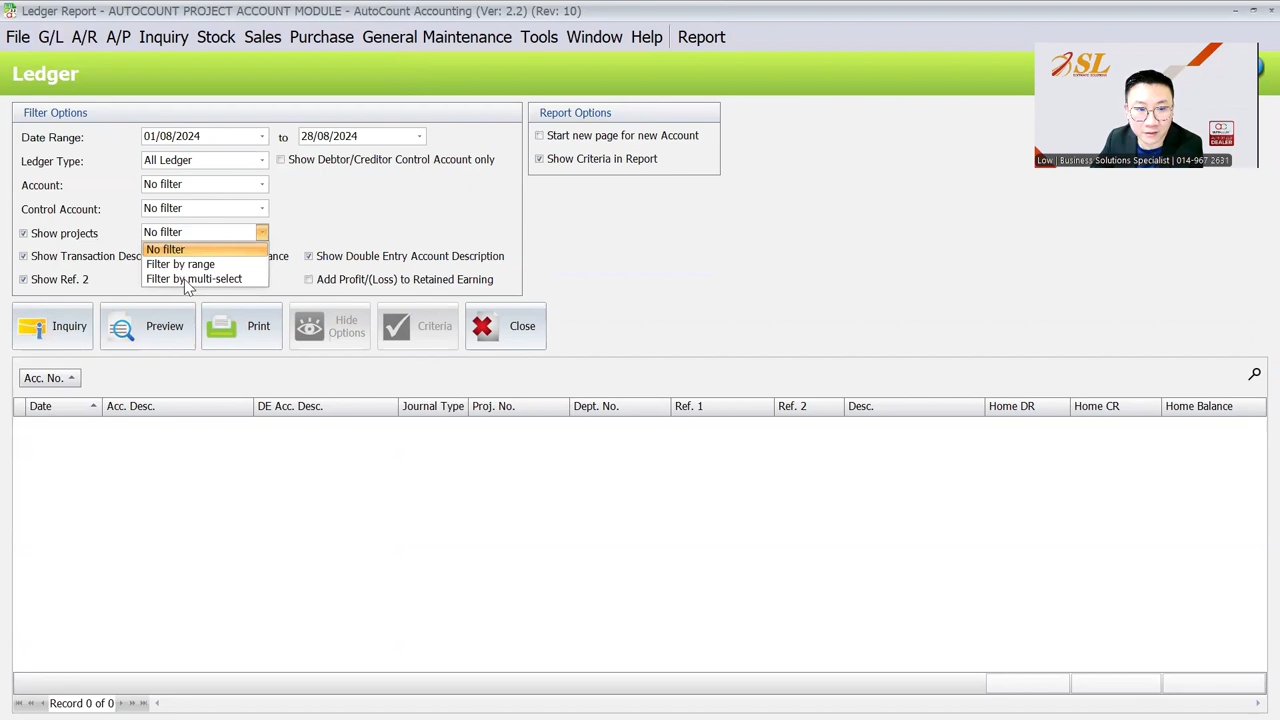 Ledger Report - AUTOCOUNT PROJECT ACCOUNT MODULE - AutoCount Accounting (Ver: 2.2) (Rev: 10)
File G/L A/R A/P Inquiry Stock Sales Purchase General Maintenance Tools Window Help Report
Ledger
SL
Low | Business Solutions Specialist | 014-967 2631
Filter Options
Report Options
Date Range: 01/08/2024 to 28/08/2024
Start new page for new Account
Ledger Type: All Ledger Show Debtor/Creditor Control Account only
Show Criteria in Report
Account: No filter
Control Account: No filter
Show projects No filter
No filter
Filter by range
Filter by multi-select
Show Transaction Desc ance Show Double Entry Account Description
Show Ref. 2 Add Profit/(Loss) to Retained Earning
Inquiry Preview Print Hide Options Criteria Close
Acc. No.
Date Acc. Desc. DE Acc. Desc. Journal Type Proj. No. Dept. No. Ref. 1 Ref. 2 Desc. Home DR Home CR Home Balance
Record 0 of 0